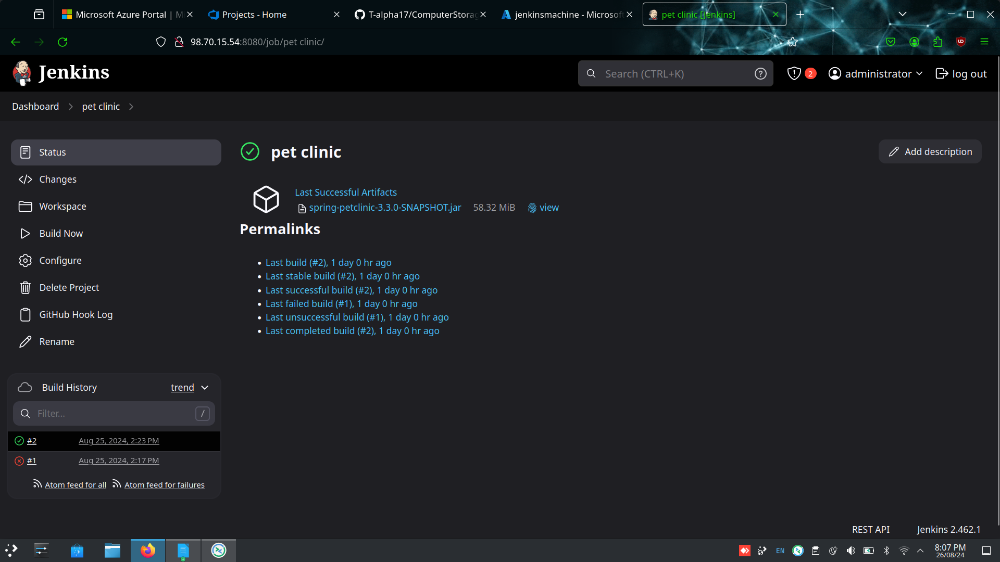 Microsoft Azure Portal | M
Projects - Home
T-alpha17/ComputerStorag
jenkinsmachine - Microsoft
pet clinic [Jenkins]
98.70.15.54:8080/job/pet clinic/
Jenkins
Search (CTRL+K)
?
2
administrator
log out
Dashboard
pet clinic
Status
Changes
Workspace
Build Now
Configure
Delete Project
GitHub Hook Log
Rename
pet clinic
Add description
Last Successful Artifacts
spring-petclinic-3.3.0-SNAPSHOT.jar 58.32 MiB view
Permalinks
Last build (#2), 1 day 0 hr ago
Last stable build (#2), 1 day 0 hr ago
Last successful build (#2), 1 day 0 hr ago
Last failed build (#1), 1 day 0 hr ago
Last unsuccessful build (#1), 1 day 0 hr ago
Last completed build (#2), 1 day 0 hr ago
Build History trend
Filter... /
#2 Aug 25, 2024, 2:23 PM
#1 Aug 25, 2024, 2:17 PM
Atom feed for all Atom feed for failures
REST API Jenkins 2.462.1
EN
8:07 PM
26/08/24